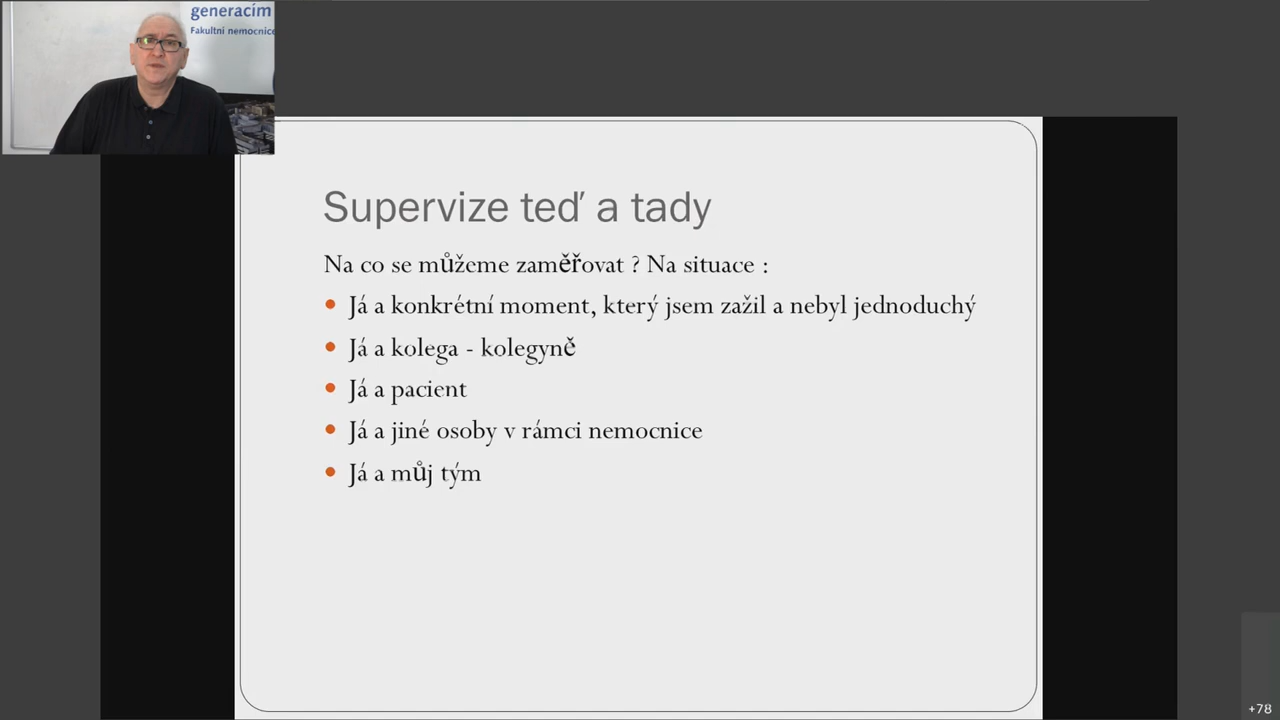 generacím
Fakultní nemocnice
Supervize teď a tady
Na co se můžeme zaměřovat ? Na situace :
Já a konkrétní moment, který jsem zažil a nebyl jednoduchý
Já a kolega - kolegyně
Já a pacient
Já a jiné osoby v rámci nemocnice
Já a můj tým
+78